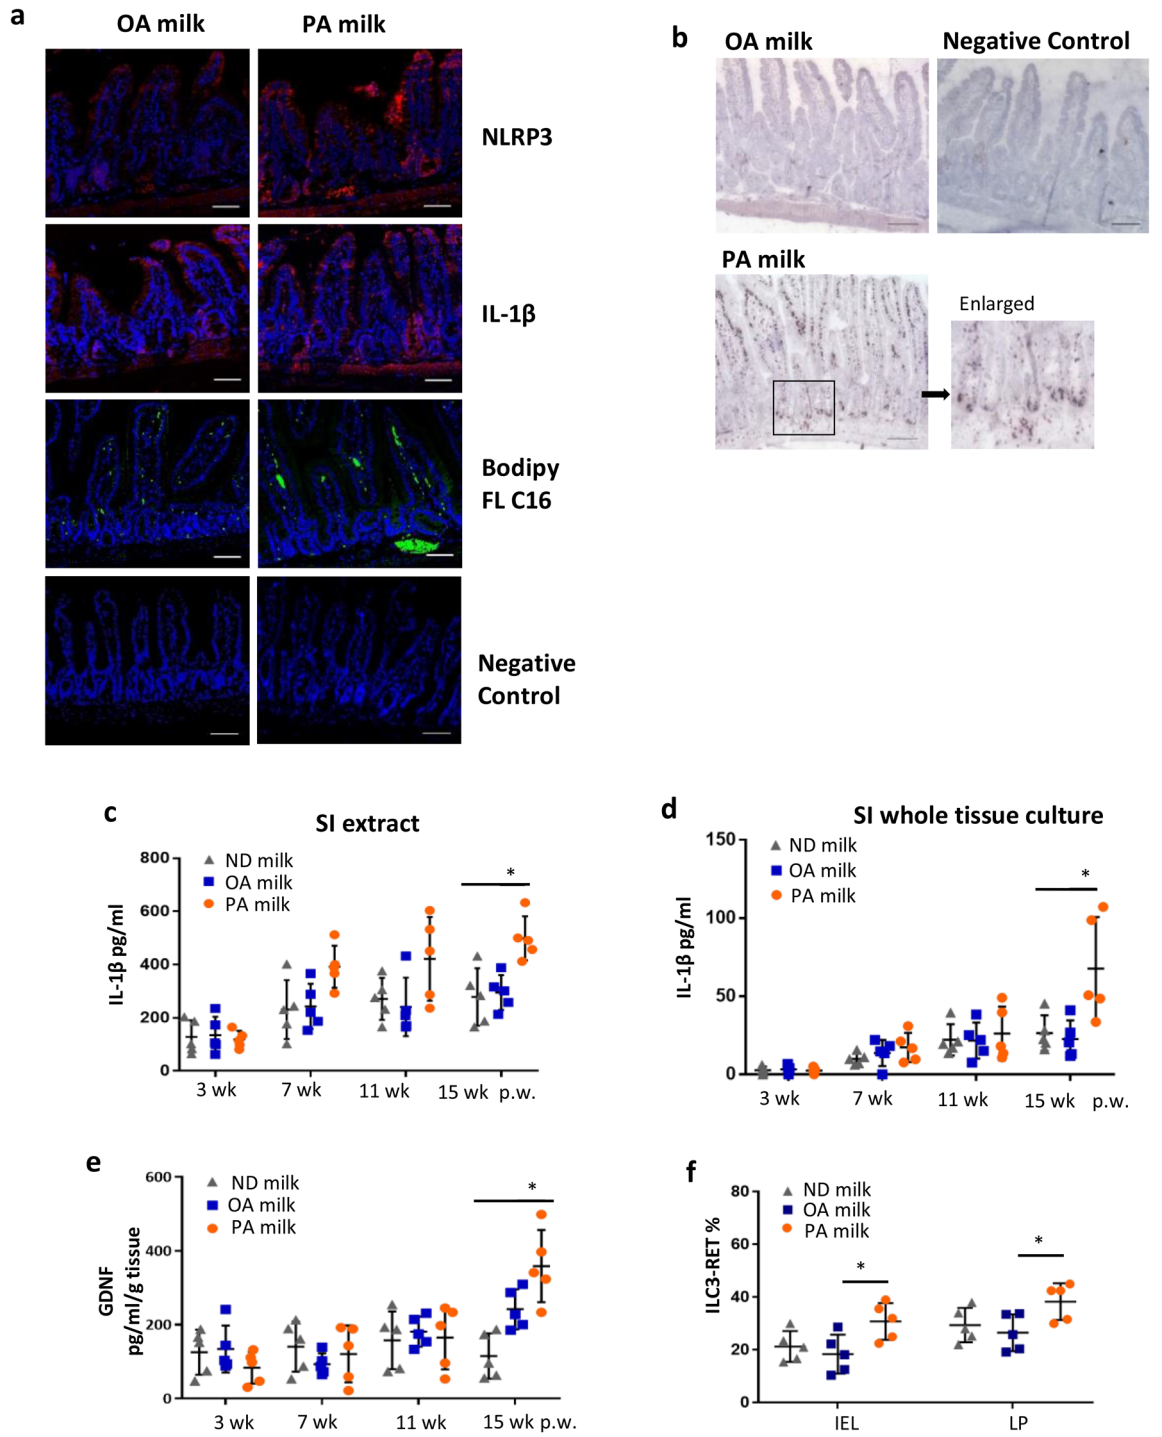 a
OA milk
PA milk
NLRP3
IL-1β
Bodipy
FL C16
Negative
Control
b
OA milk
Negative Control
PA milk
Enlarged
c
SI extract
IL-1β pg/ml
800
600
400
200
0
ND milk
OA milk
PA milk
*
3 wk
7 wk
11 wk
15 wk p.w.
d
SI whole tissue culture
IL-1β pg/ml
150
100
50
0
ND milk
OA milk
PA milk
*
3 wk
7 wk
11 wk
15 wk p.w.
e
GDNF
pg/ml/g tissue
600
400
200
0
ND milk
OA milk
PA milk
*
3 wk
7 wk
11 wk
15 wk p.w.
f
ILC3-RET %
80
60
40
20
0
ND milk
OA milk
PA milk
*
*
IEL
LP